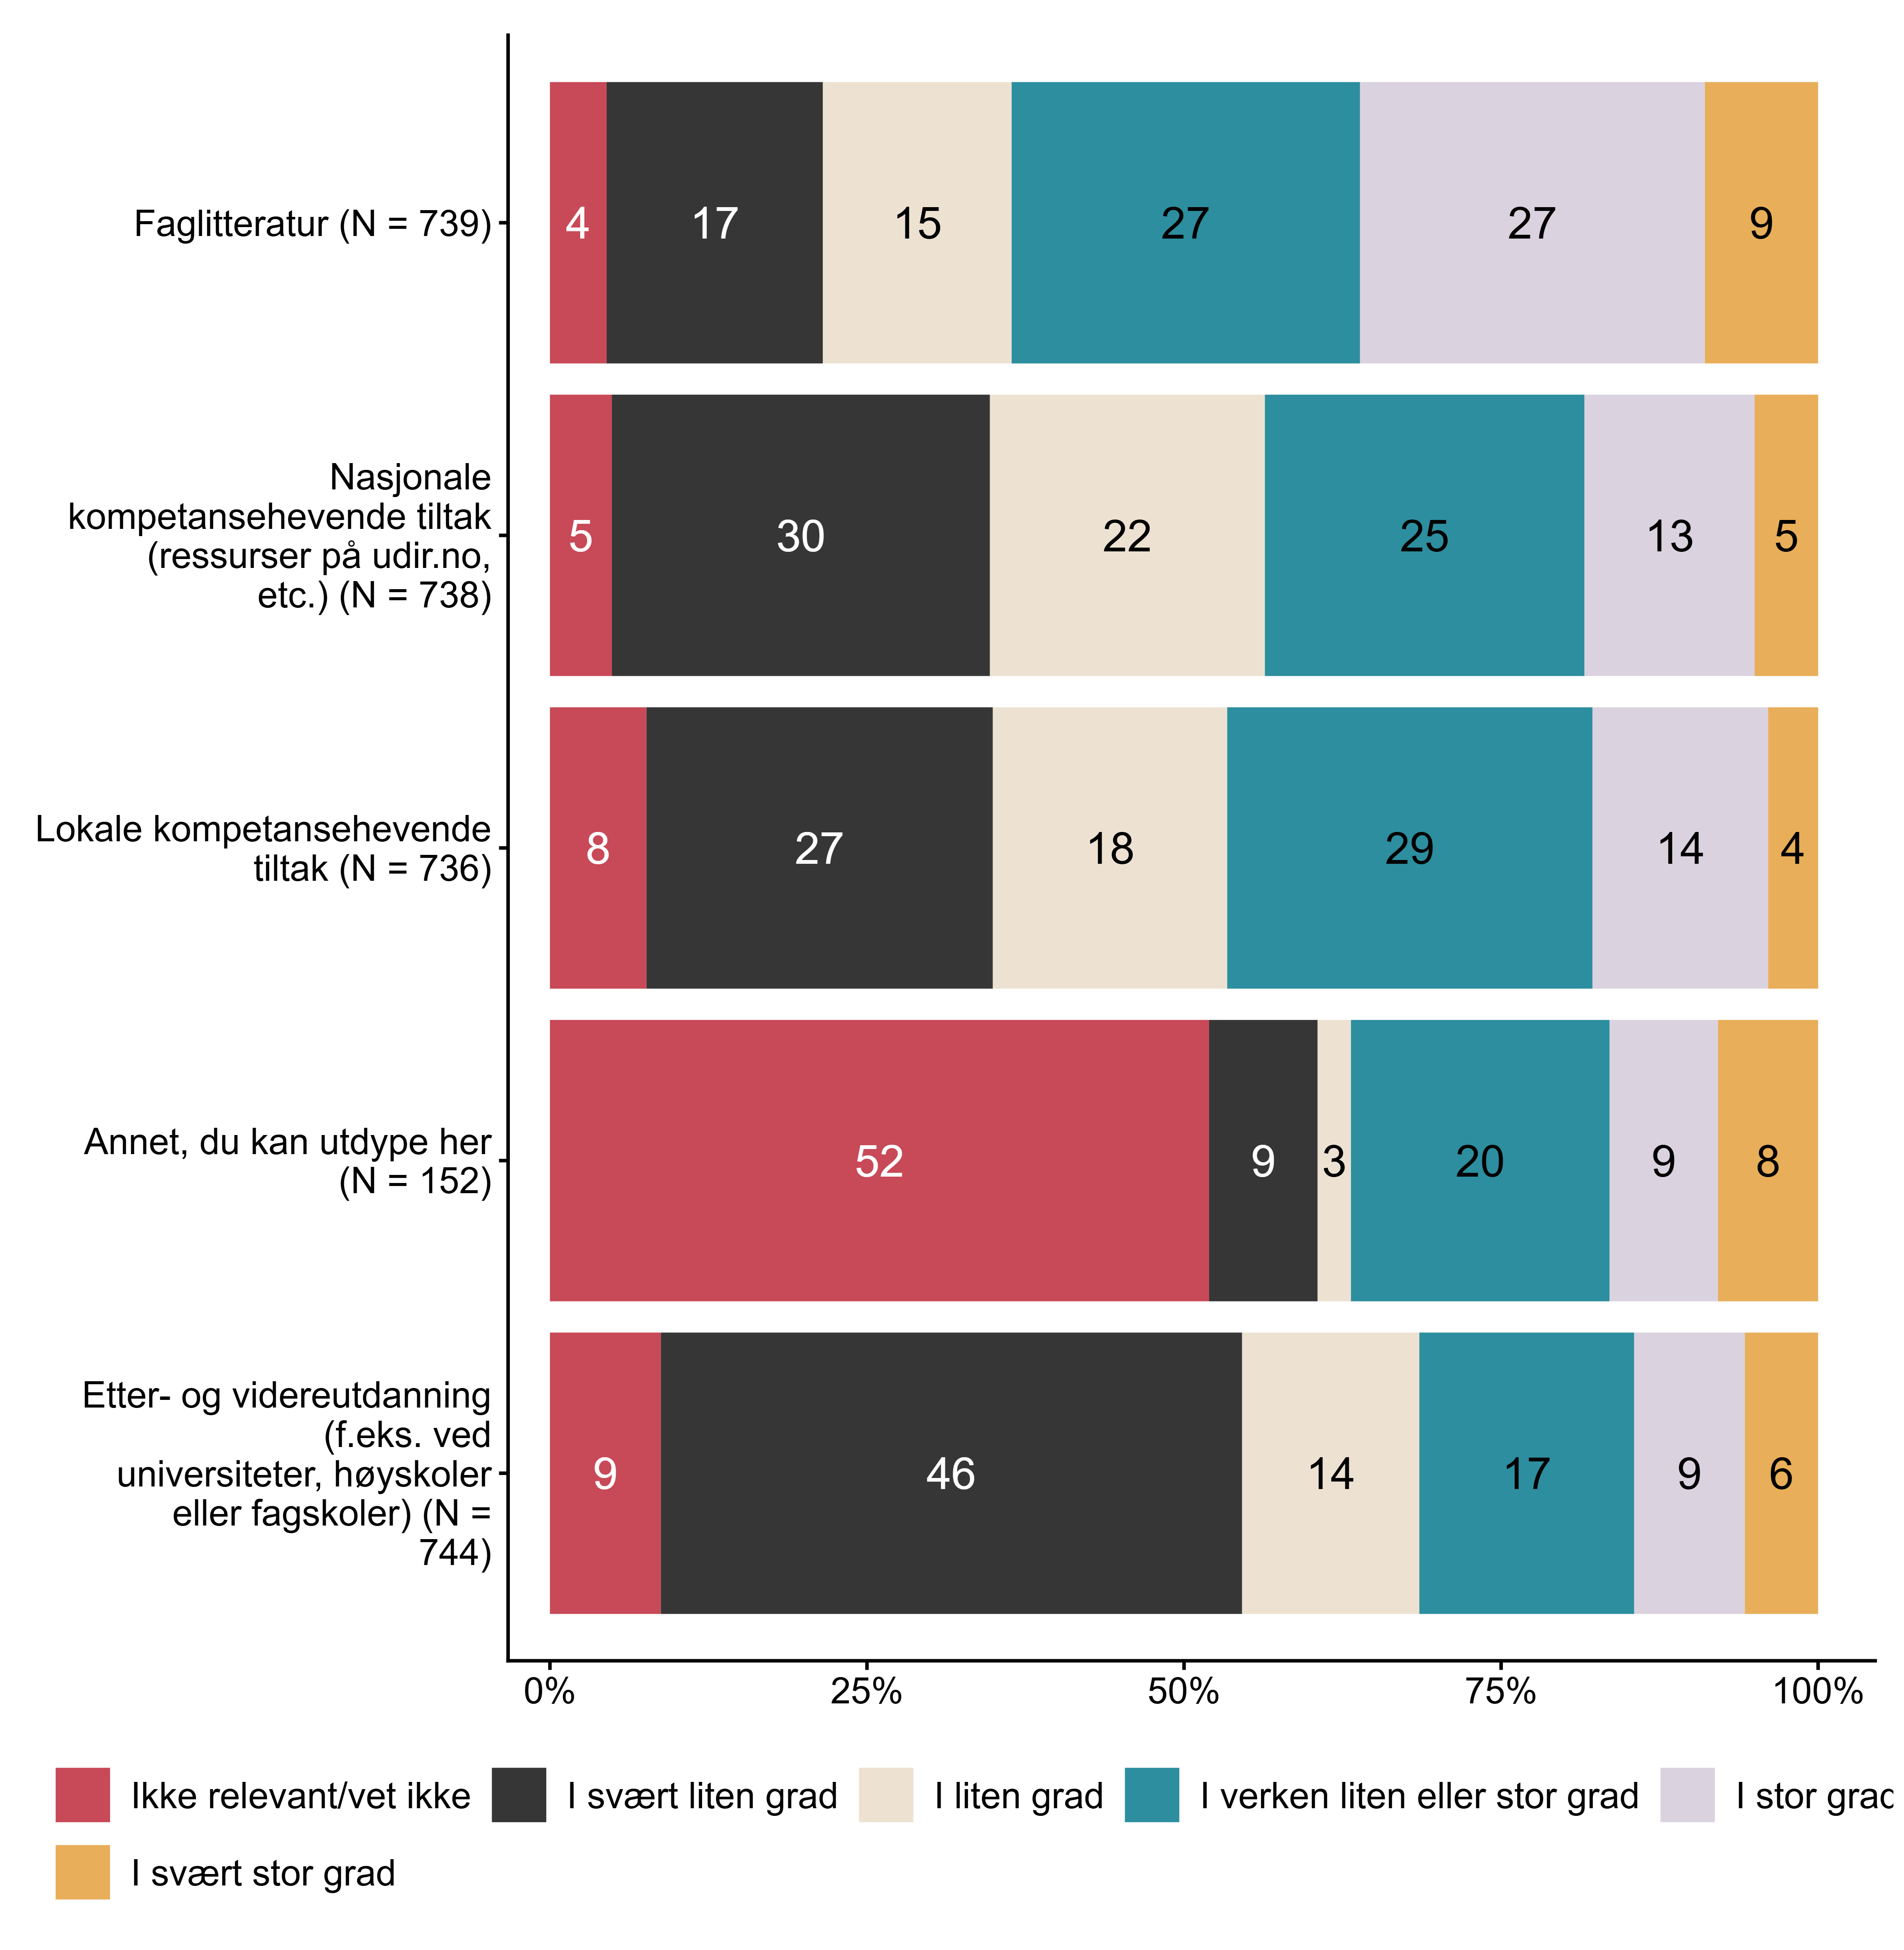 Faglitteratur (N = 739)
4 17 15 27 27 9
Nasjonale
kompetansehevende tiltak
(ressurser på udir.no,
etc.) (N = 738)
5 30 22 25 13 5
Lokale kompetansehevende
tiltak (N = 736)
8 27 18 29 14 4
Annet, du kan utdype her
(N = 152)
52 9 3 20 9 8
Etter- og videreutdanning
(f.eks. ved
universiteter, høyskoler
eller fagskoler) (N =
744)
9 46 14 17 9 6
0% 25% 50% 75% 100%
Ikke relevant/vet ikke I svært liten grad I liten grad I verken liten eller stor grad I stor grad
I svært stor grad